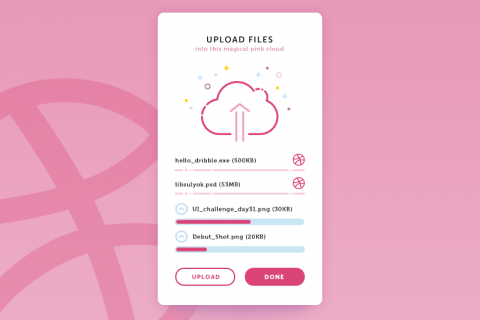 UPLOAD FILES
into this magical pink cloud
hello_dribble.exe (500KB)
lilisulyok.psd (53MB)
UI_challenge_day31.png (30KB)
Debut_Shot.png (20KB)
UPLOAD DONE